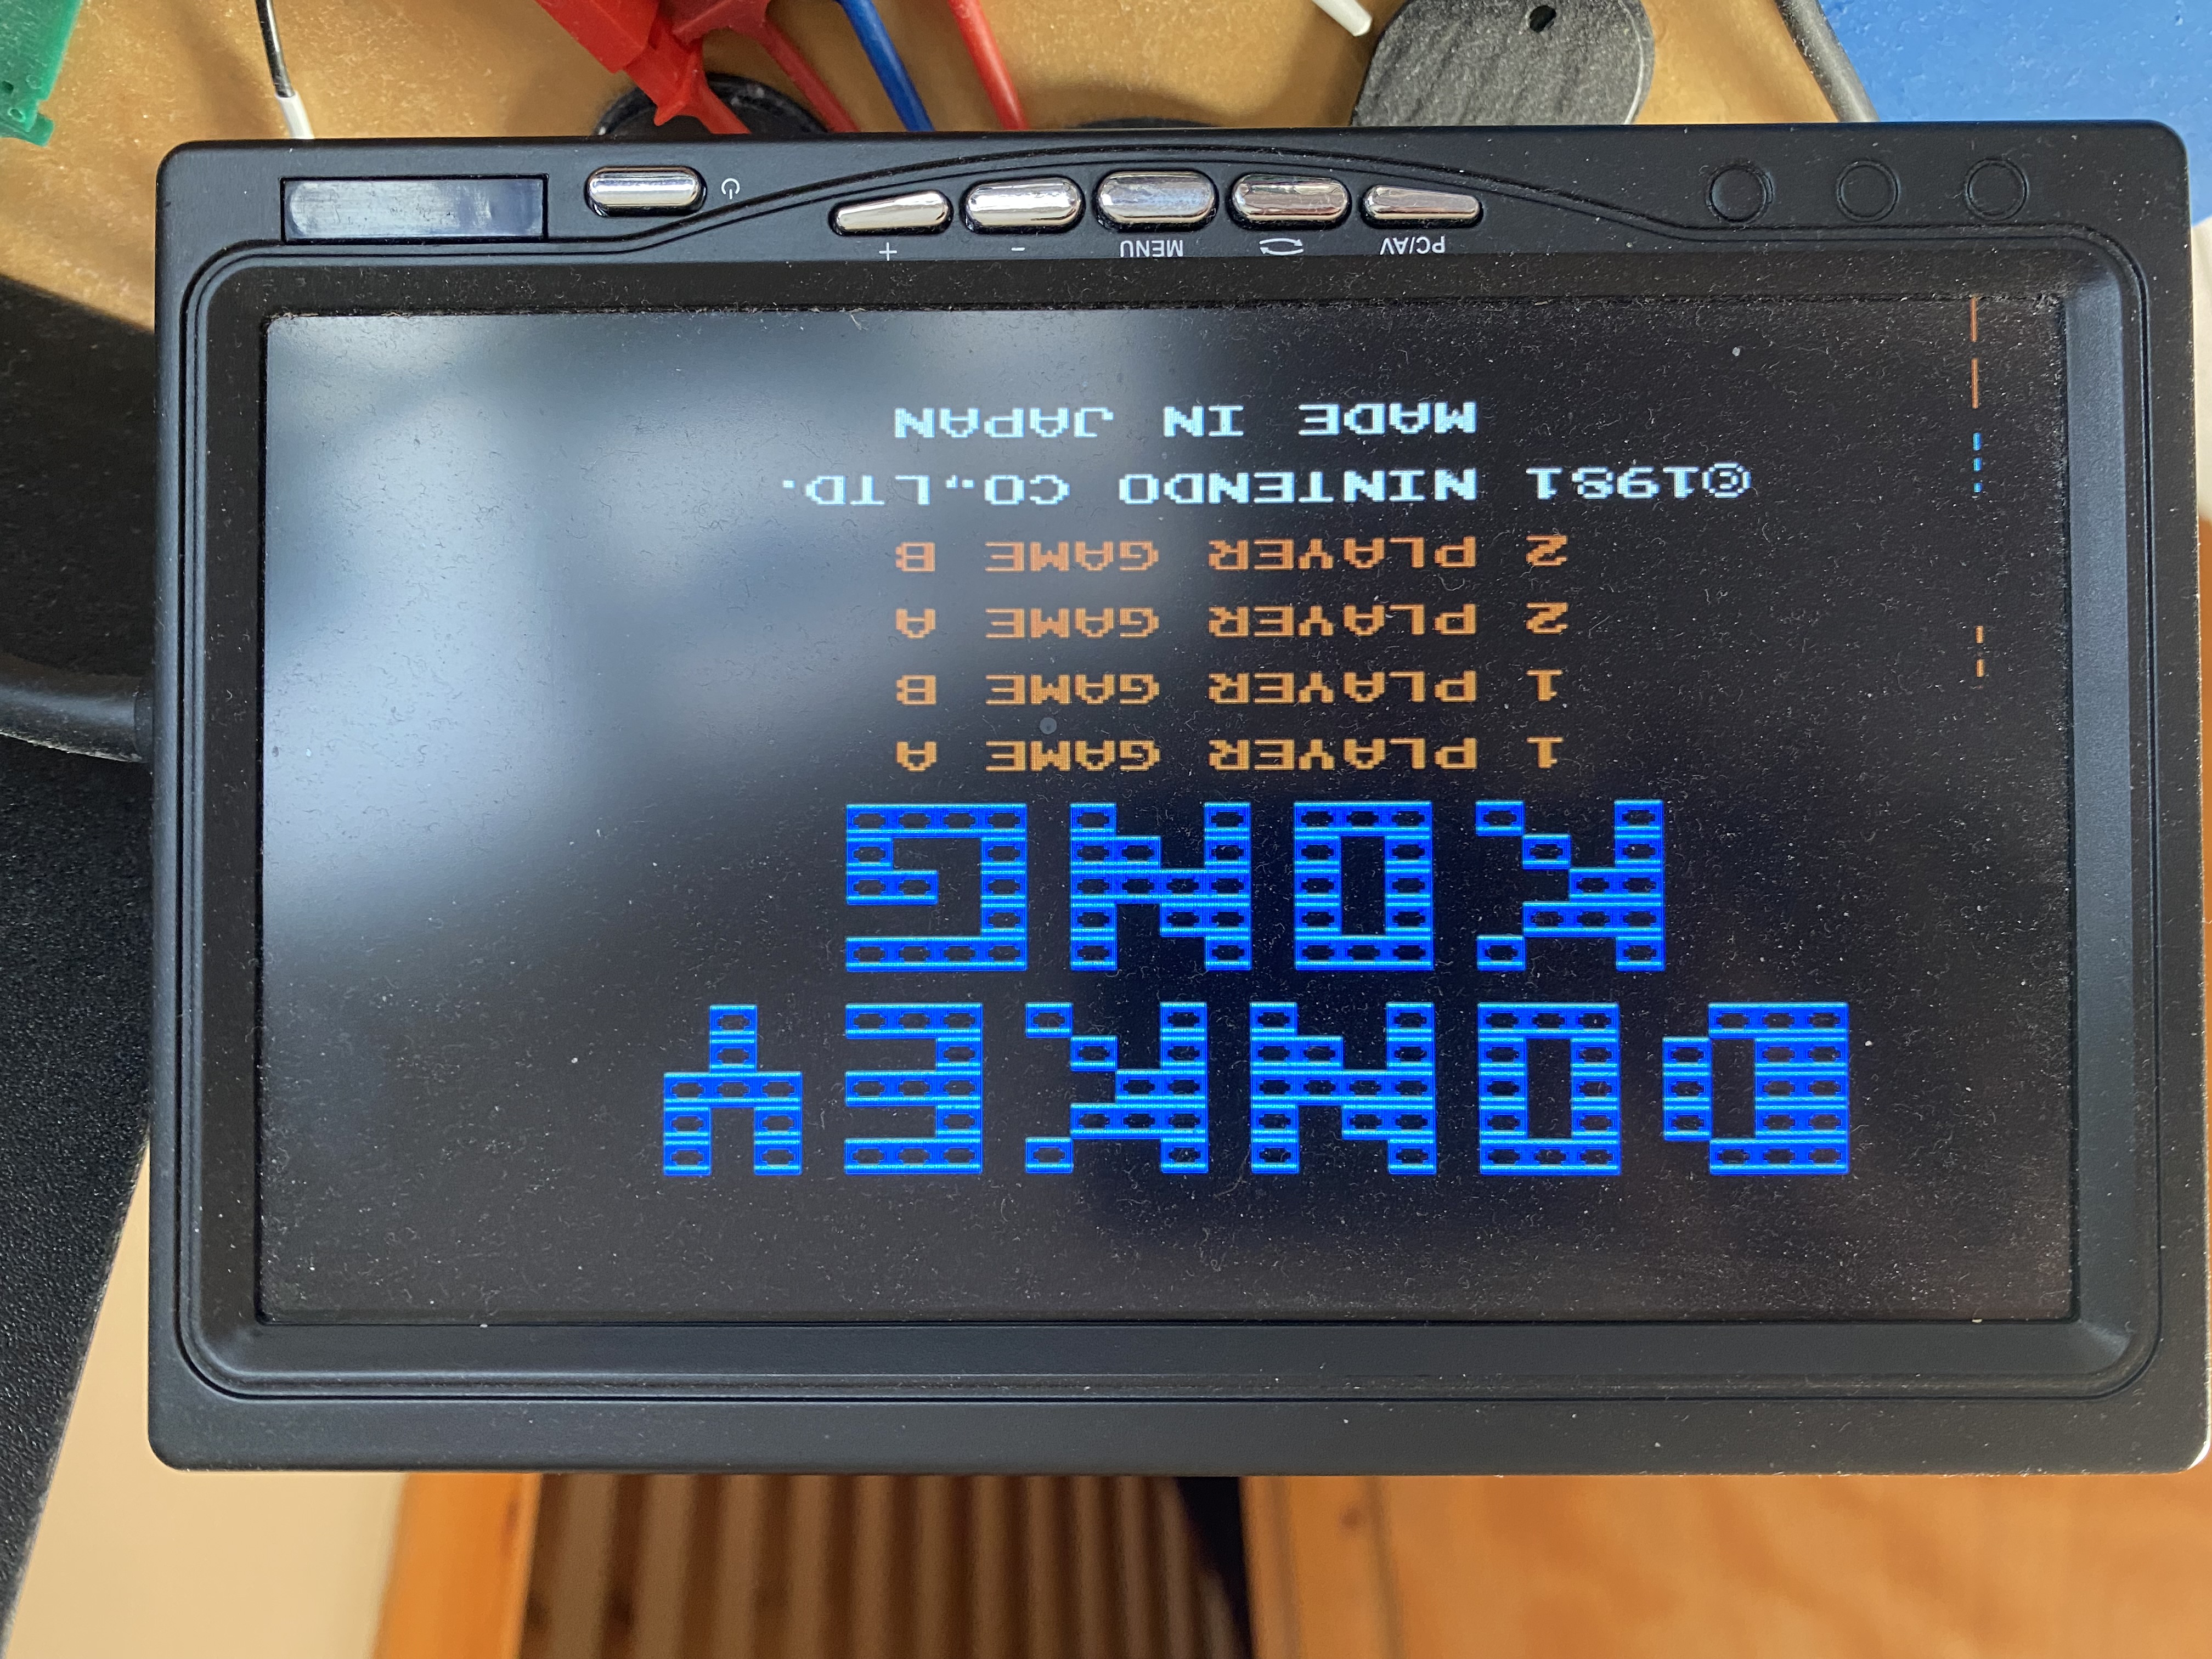 DONKEY
KONG
1 PLAYER GAME A
1 PLAYER GAME B
2 PLAYER GAME A
2 PLAYER GAME B
©1981 NINTENDO CO.,LTD.
MADE IN JAPAN
PC/AV MENU - +